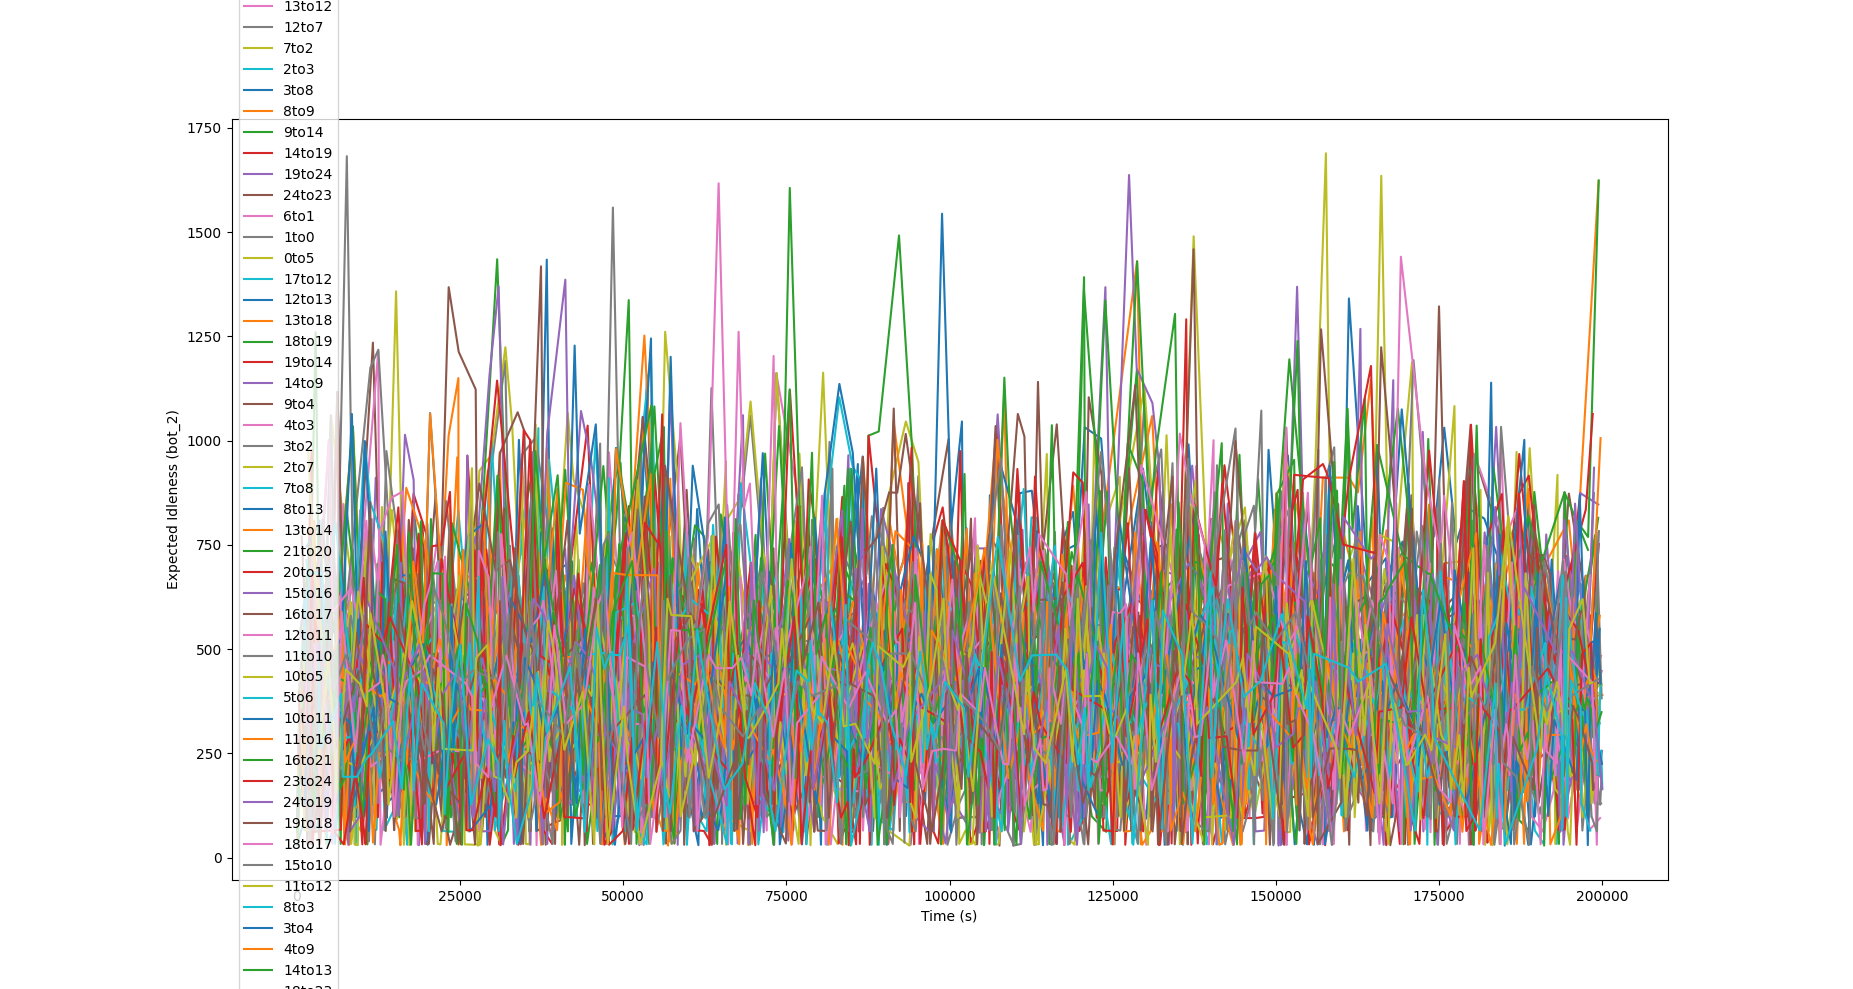 13to12
12to7
7to2
2to3
3to8
8to9
9to14
14to19
19to24
24to23
6to1
1to0
0to5
17to12
12to13
13to18
18to19
19to14
14to9
9to4
4to3
3to2
2to7
7to8
8to13
13to14
21to20
20to15
15to16
16to17
12to11
11to10
10to5
5to6
10to11
11to16
16to21
23to24
24to19
19to18
18to17
15to10
11to12
8to3
3to4
4to9
14to13
1750
1500
1250
1000
750
500
250
0
Expected Idleness (bot_2)
0
25000
50000
75000
100000
125000
150000
175000
200000
Time (s)